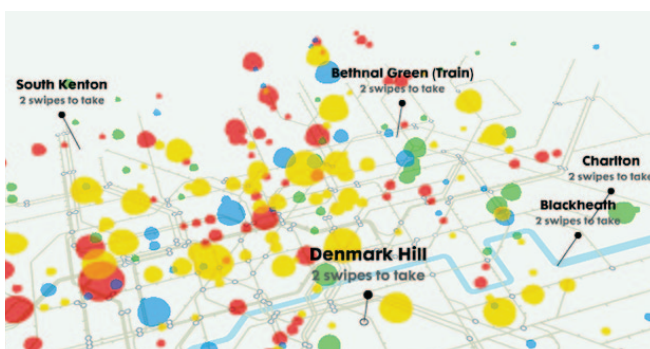 South Kenton
2 swipes to take
Bethnal Green (Train)
2 swipes to take
Charlton
2 swipes to take
Blackheath
2 swipes to take
Denmark Hill
2 swipes to take